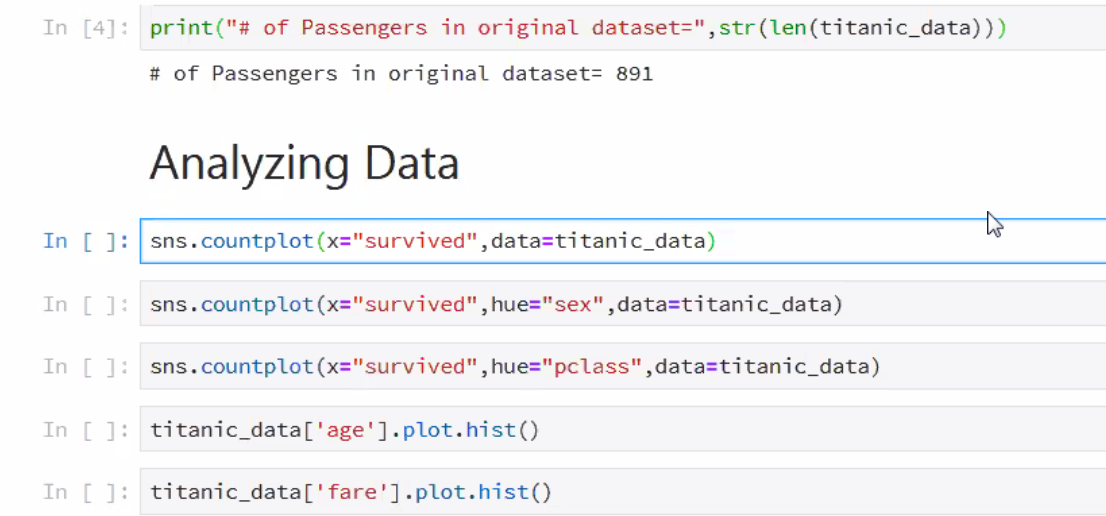 In [4]: print("# of Passengers in original dataset=",str(len(titanic_data)))
# of Passengers in original dataset= 891
Analyzing Data
In [ ]: sns.countplot(x="survived",data=titanic_data)
In [ ]: sns.countplot(x="survived",hue="sex",data=titanic_data)
In [ ]: sns.countplot(x="survived",hue="pclass",data=titanic_data)
In [ ]: titanic_data['age'].plot.hist()
In [ ]: titanic_data['fare'].plot.hist()